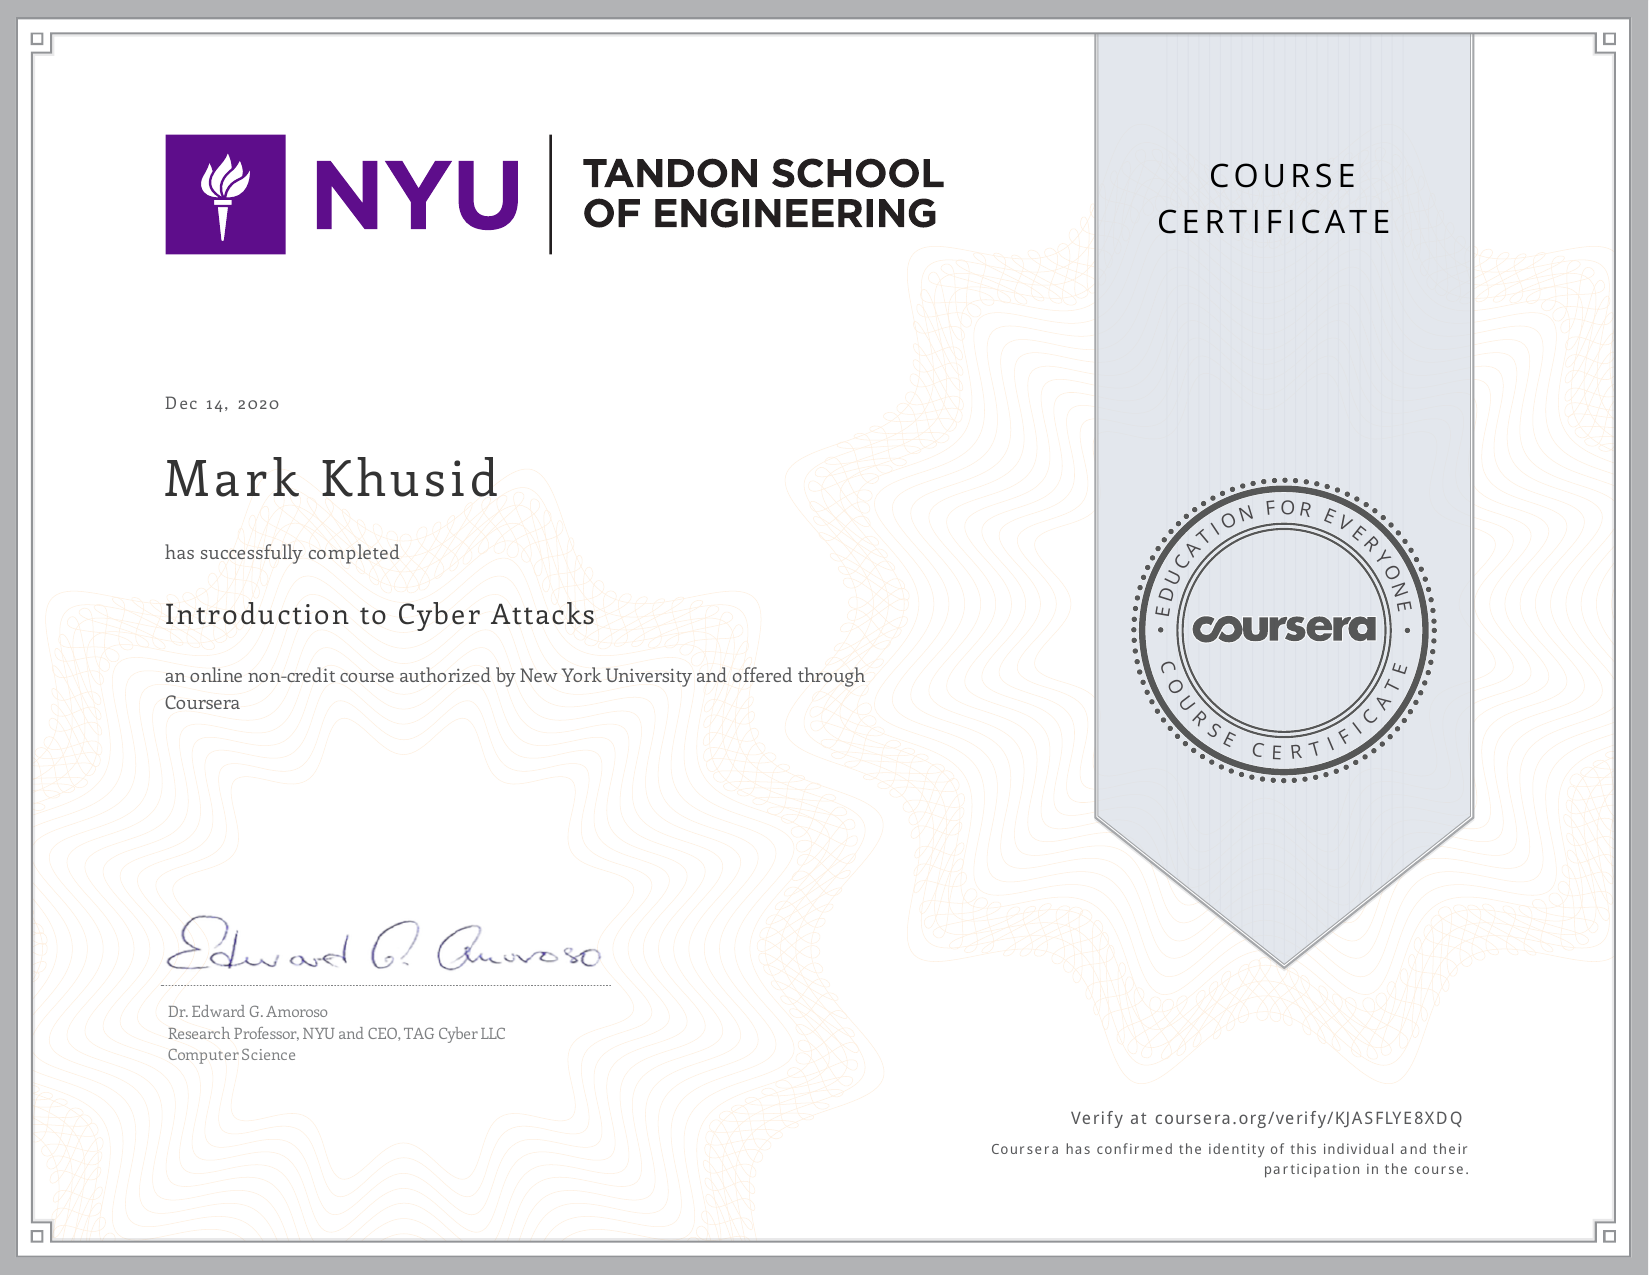 NYU
TANDON SCHOOL
OF ENGINEERING
COURSE
CERTIFICATE
Dec 14, 2020
Mark Khusid
has successfully completed
Introduction to Cyber Attacks
an online non-credit course authorized by New York University and offered through
Coursera
EDUCATION FOR EVERYONE
coursera
COURSE CERTIFICATE
Edward G. Amoroso
Dr. Edward G. Amoroso
Research Professor, NYU and CEO, TAG Cyber LLC
Computer Science
Verify at coursera.org/verify/KJASFLYE8XDQ
Coursera has confirmed the identity of this individual and their
participation in the course.